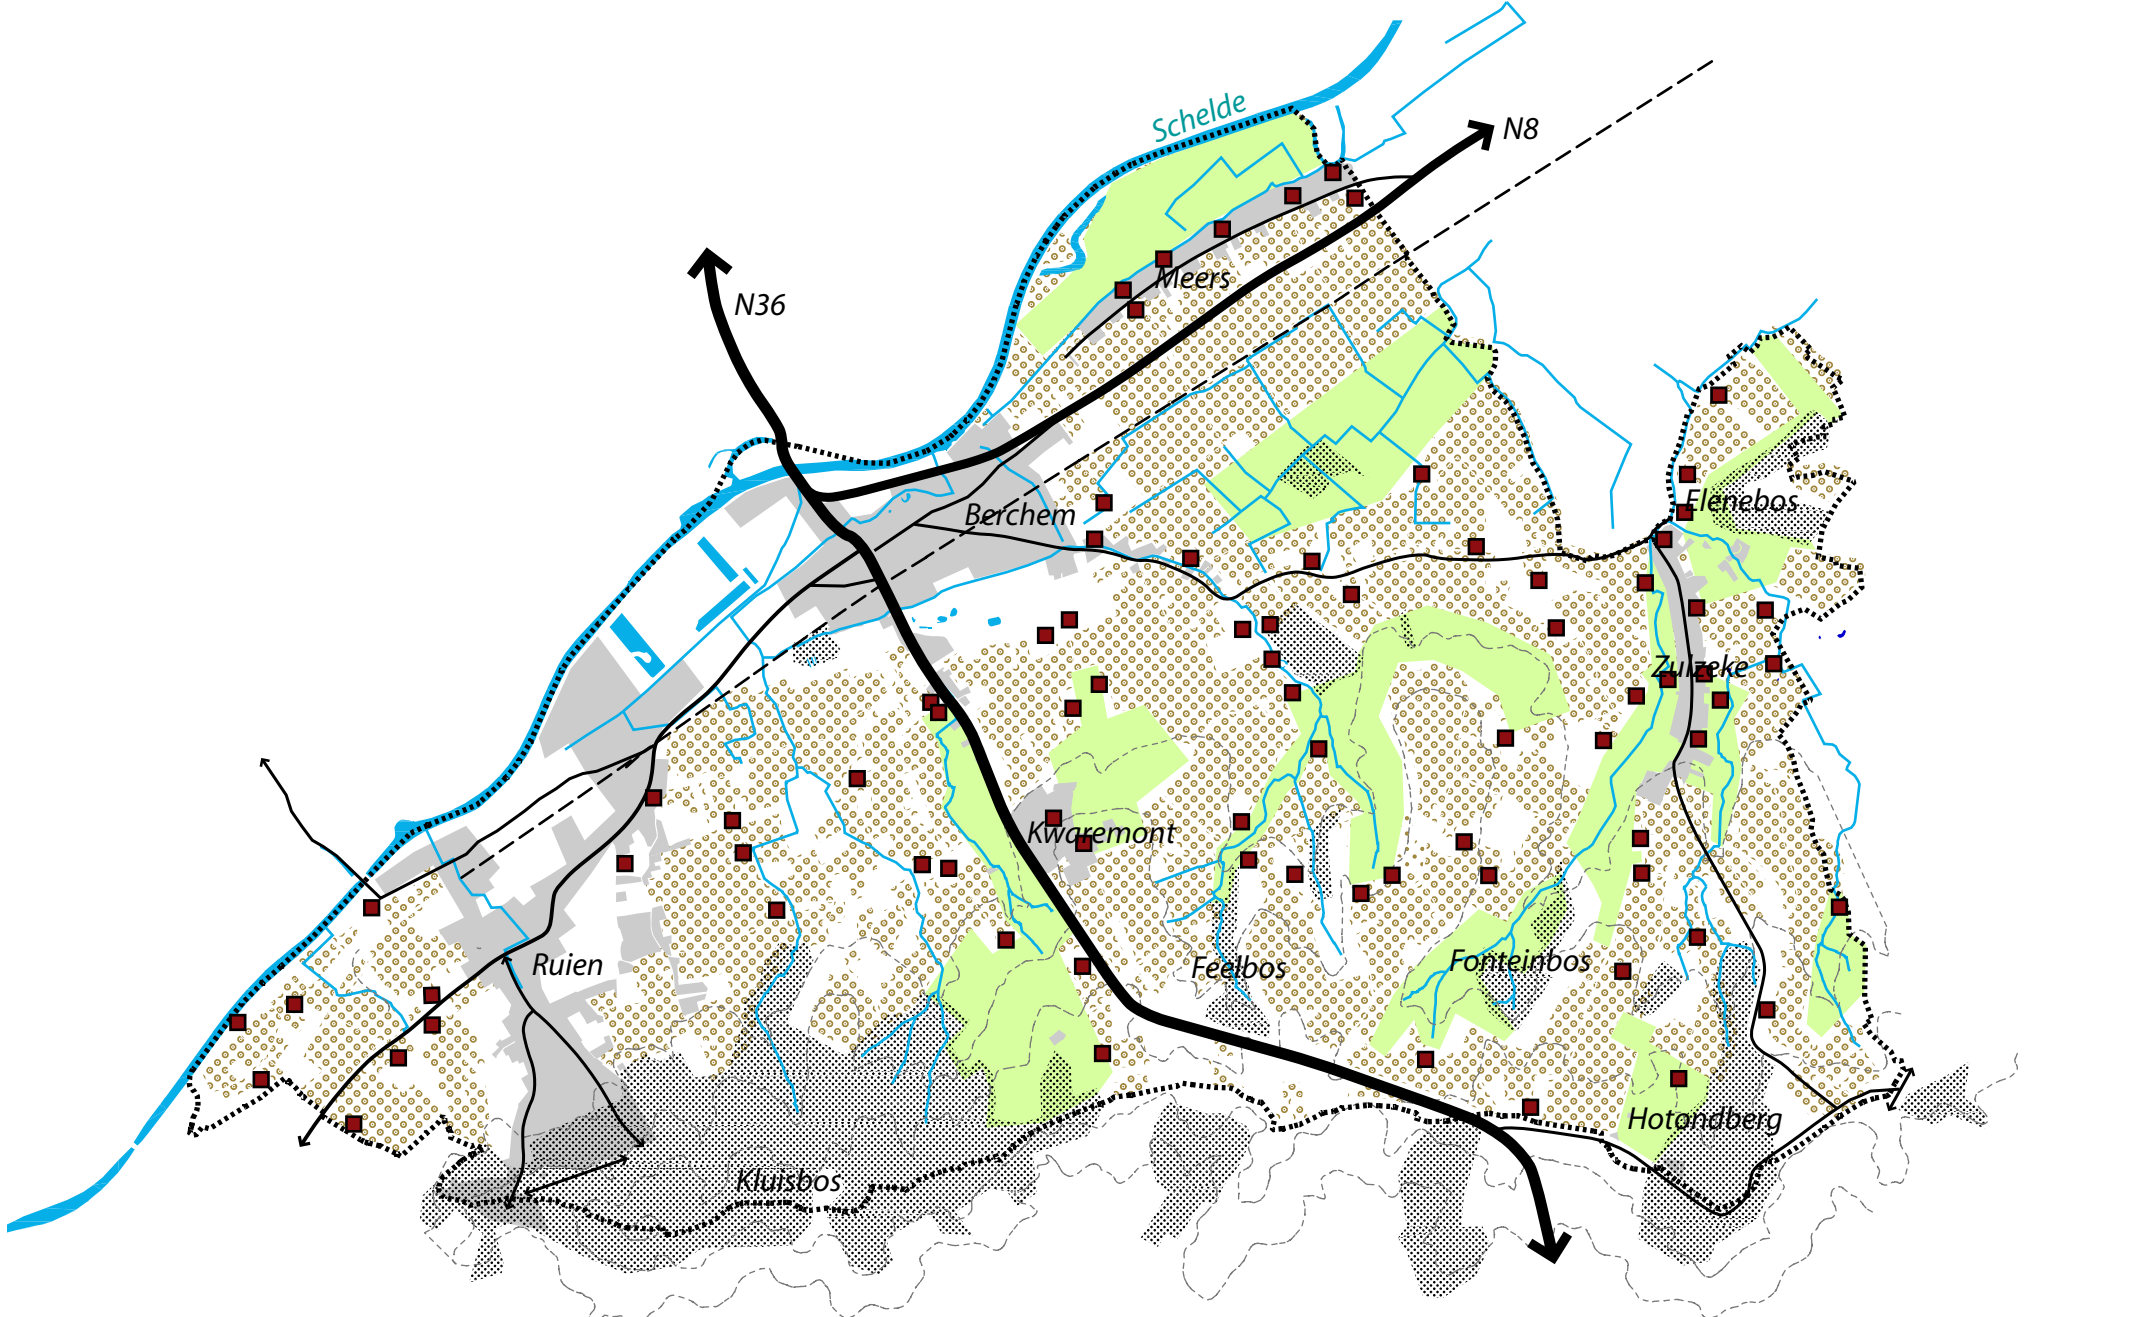 Schelde
N8
Meers
N36
Elenebos
Berchem
Zulzeke
Kwaremont
Ruien
Feelbos
Fonteinbos
Hotondberg
Kluisbos